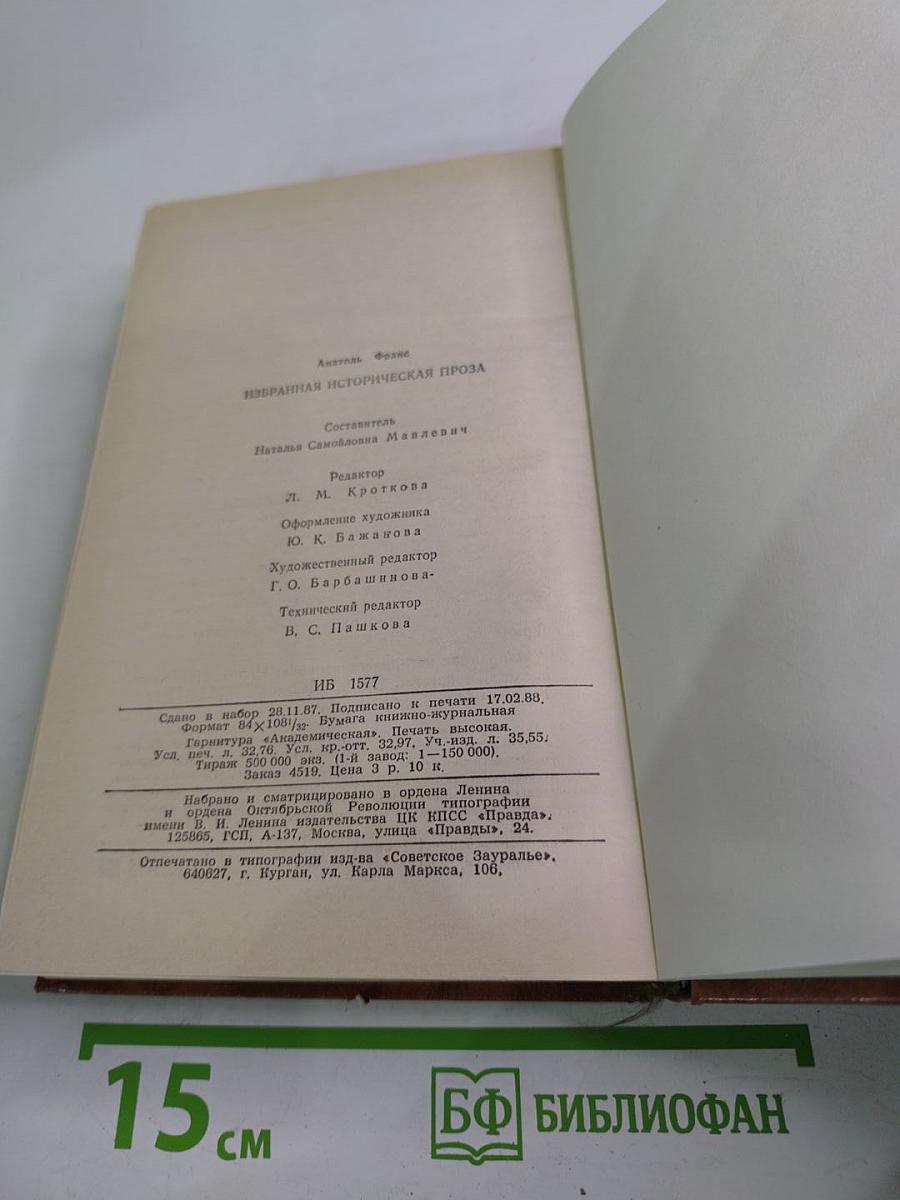 Анатоль Франс
ИЗБРАННАЯ ИСТОРИЧЕСКАЯ ПРОЗА
Составитель
Наталья Самойловна Мавлевич
Редактор
Л. М. Кроткова
Оформление художника
Ю. К. Бажанова
Художественный редактор
Г. О. Барбашинова-
Технический редактор
В. С. Пашкова
ИБ 1577
Сдано в набор 28.11.87. Подписано к печати 17.02.88.
Формат 84×108¹/₃₂. Бумага книжно-журнальная
Гарнитура «Академическая». Печать высокая.
Усл. печ. л. 32,76. Усл. кр.-отт. 32,97. Уч.-изд. л. 35,55.
Тираж 500 000 экз. (1-й завод: 1—150 000).
Заказ 4519. Цена 3 р. 10 к.
Набрано и сматрицировано в ордена Ленина
и ордена Октябрьской Революции типографии
имени В. И. Ленина издательства ЦК КПСС «Правда».
125865, ГСП, А-137, Москва, улица «Правды», 24.
Отпечатано в типографии изд-ва «Советское Зауралье».
640627, г. Курган, ул. Карла Маркса, 106.
15 см
БФ БИБЛИОФАН